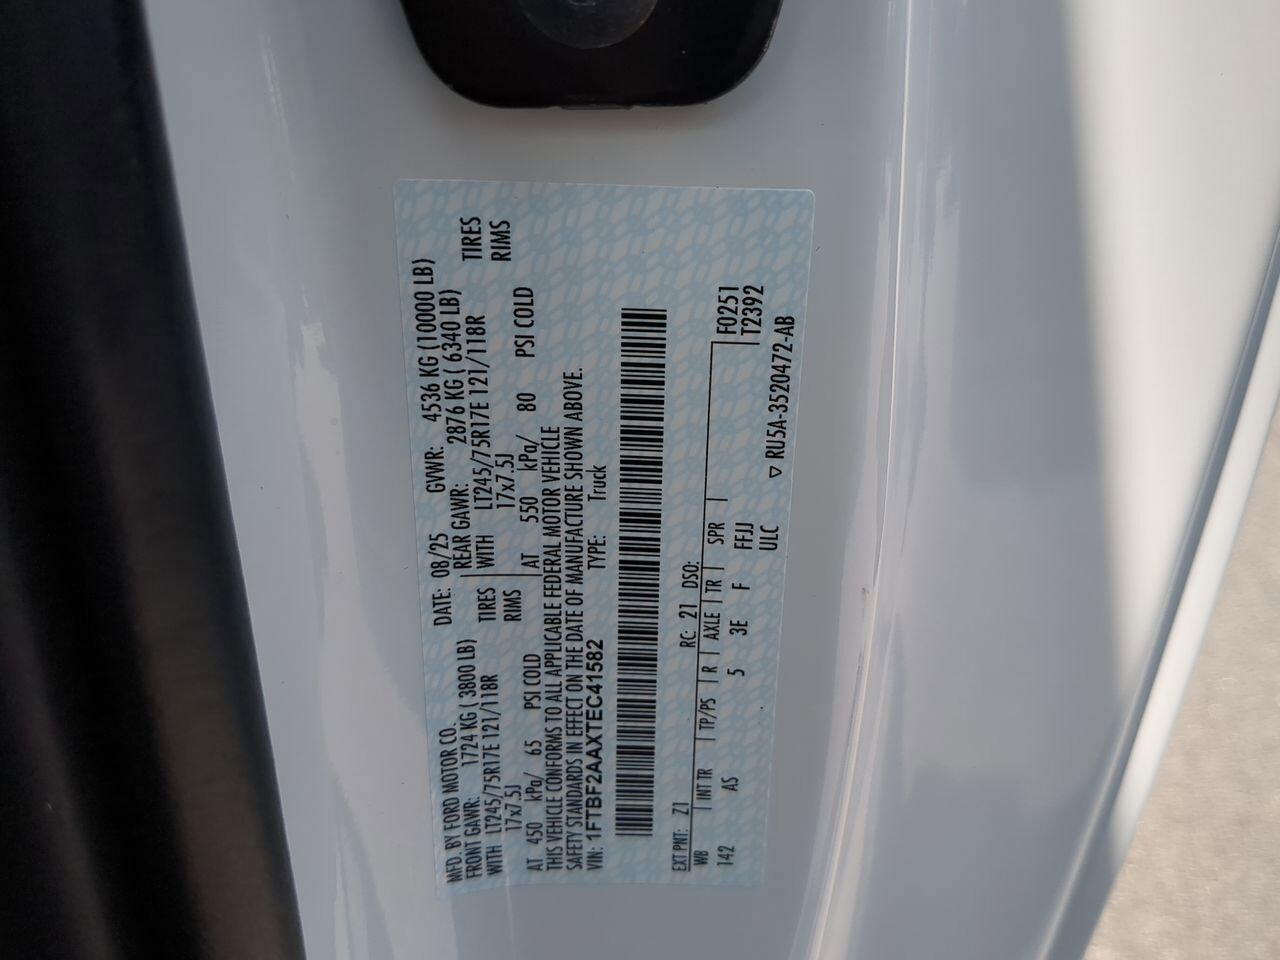 MFD. BY FORD MOTOR CO.
DATE: 08/25 GVWR: 4536 KG (10000 LB)
FRONT GAWR: 1724 KG ( 3800 LB) REAR GAWR: 2876 KG ( 6340 LB)
WITH LT245/75R17E 121/118R TIRES WITH LT245/75R17E 121/118R TIRES
17x7.5J RIMS 17x7.5J RIMS
AT 450 kPa/ 65 PSI COLD AT 550 kPa/ 80 PSI COLD
THIS VEHICLE CONFORMS TO ALL APPLICABLE FEDERAL MOTOR VEHICLE
SAFETY STANDARDS IN EFFECT ON THE DATE OF MANUFACTURE SHOWN ABOVE.
VIN: 1FTBF2AAXTEC41582 TYPE: Truck
EXT PNT: Z1 RC: 21 DSO: F0251
WB INT TR TP/PS R AXLE TR SPR T2392
142 AS 5 3E F FFJJ
ULC ▽ RU5A-3520472-AB